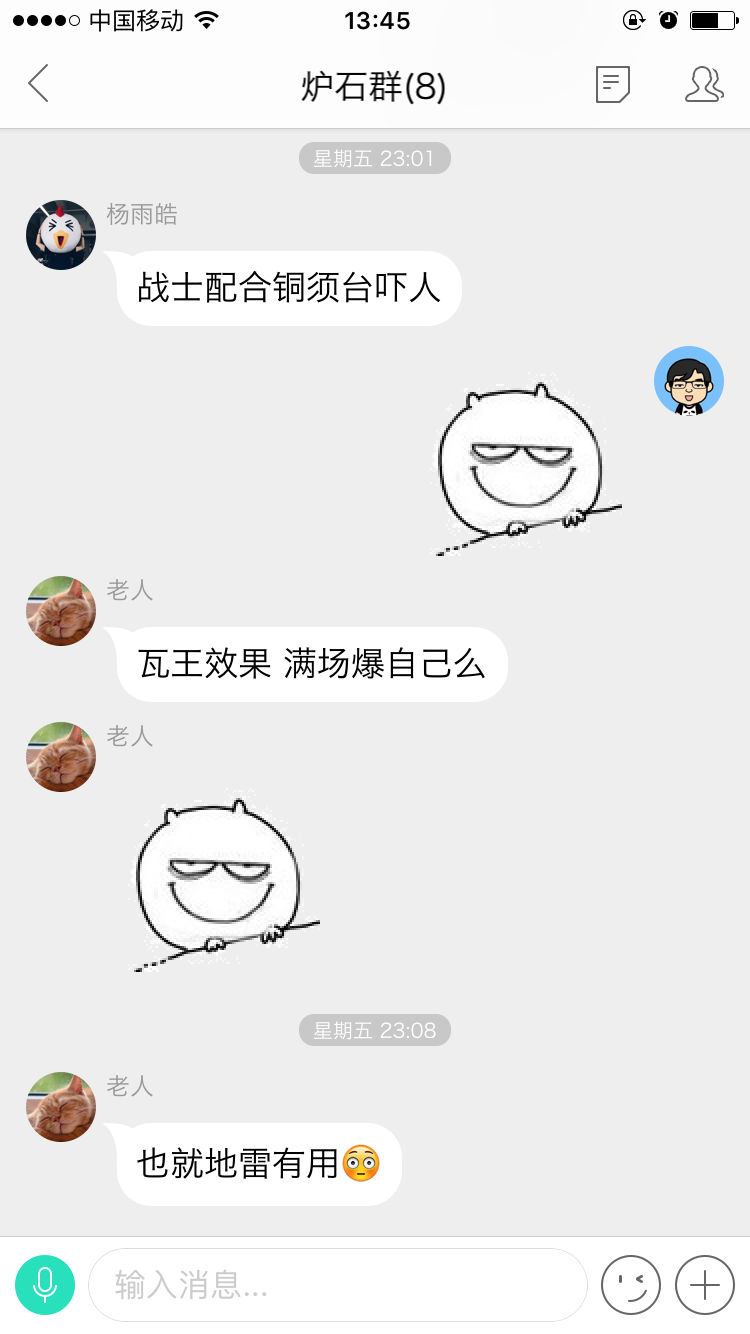 中国移动 13:45
炉石群(8)
星期五 23:01
杨雨皓
战士配合铜须台吓人
老人
瓦王效果 满场爆自己么
老人
星期五 23:08
老人
也就地雷有用😳
输入消息...